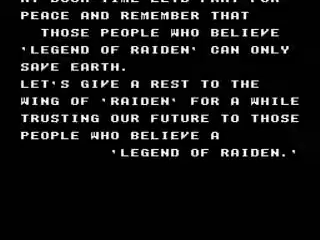 PEACE AND REMEMBER THAT
THOSE PEOPLE WHO BELIEVE
'LEGEND OF RAIDEN' CAN ONLY
SAVE EARTH.
LET'S GIVE A REST TO THE
WING OF 'RAIDEN' FOR A WHILE
TRUSTING OUR FUTURE TO THOSE
PEOPLE WHO BELIEVE A
'LEGEND OF RAIDEN.'